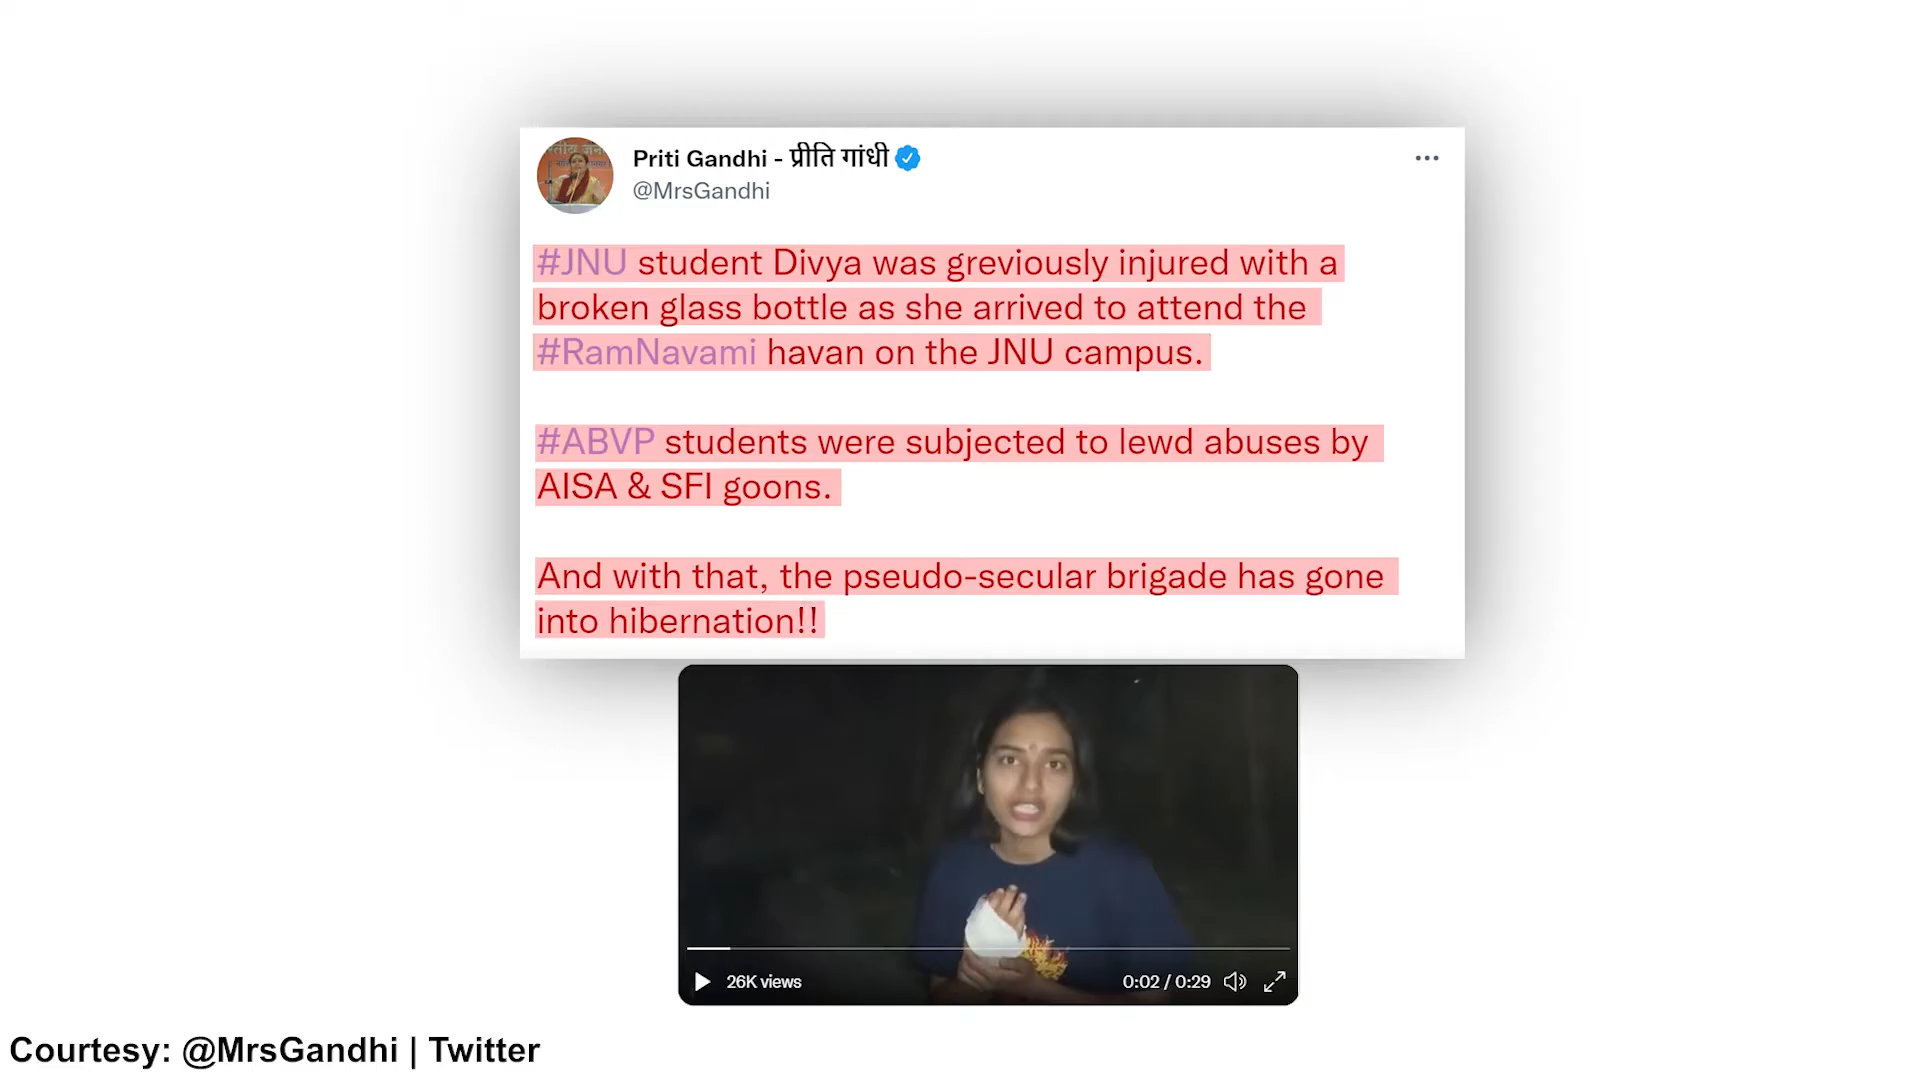 Priti Gandhi - प्रीति गांधी
@MrsGandhi
#JNU student Divya was greviously injured with a
broken glass bottle as she arrived to attend the
#RamNavami havan on the JNU campus.
#ABVP students were subjected to lewd abuses by
AISA & SFI goons.
And with that, the pseudo-secular brigade has gone
into hibernation!!
26K views
0:02 / 0:29
Courtesy: @MrsGandhi | Twitter